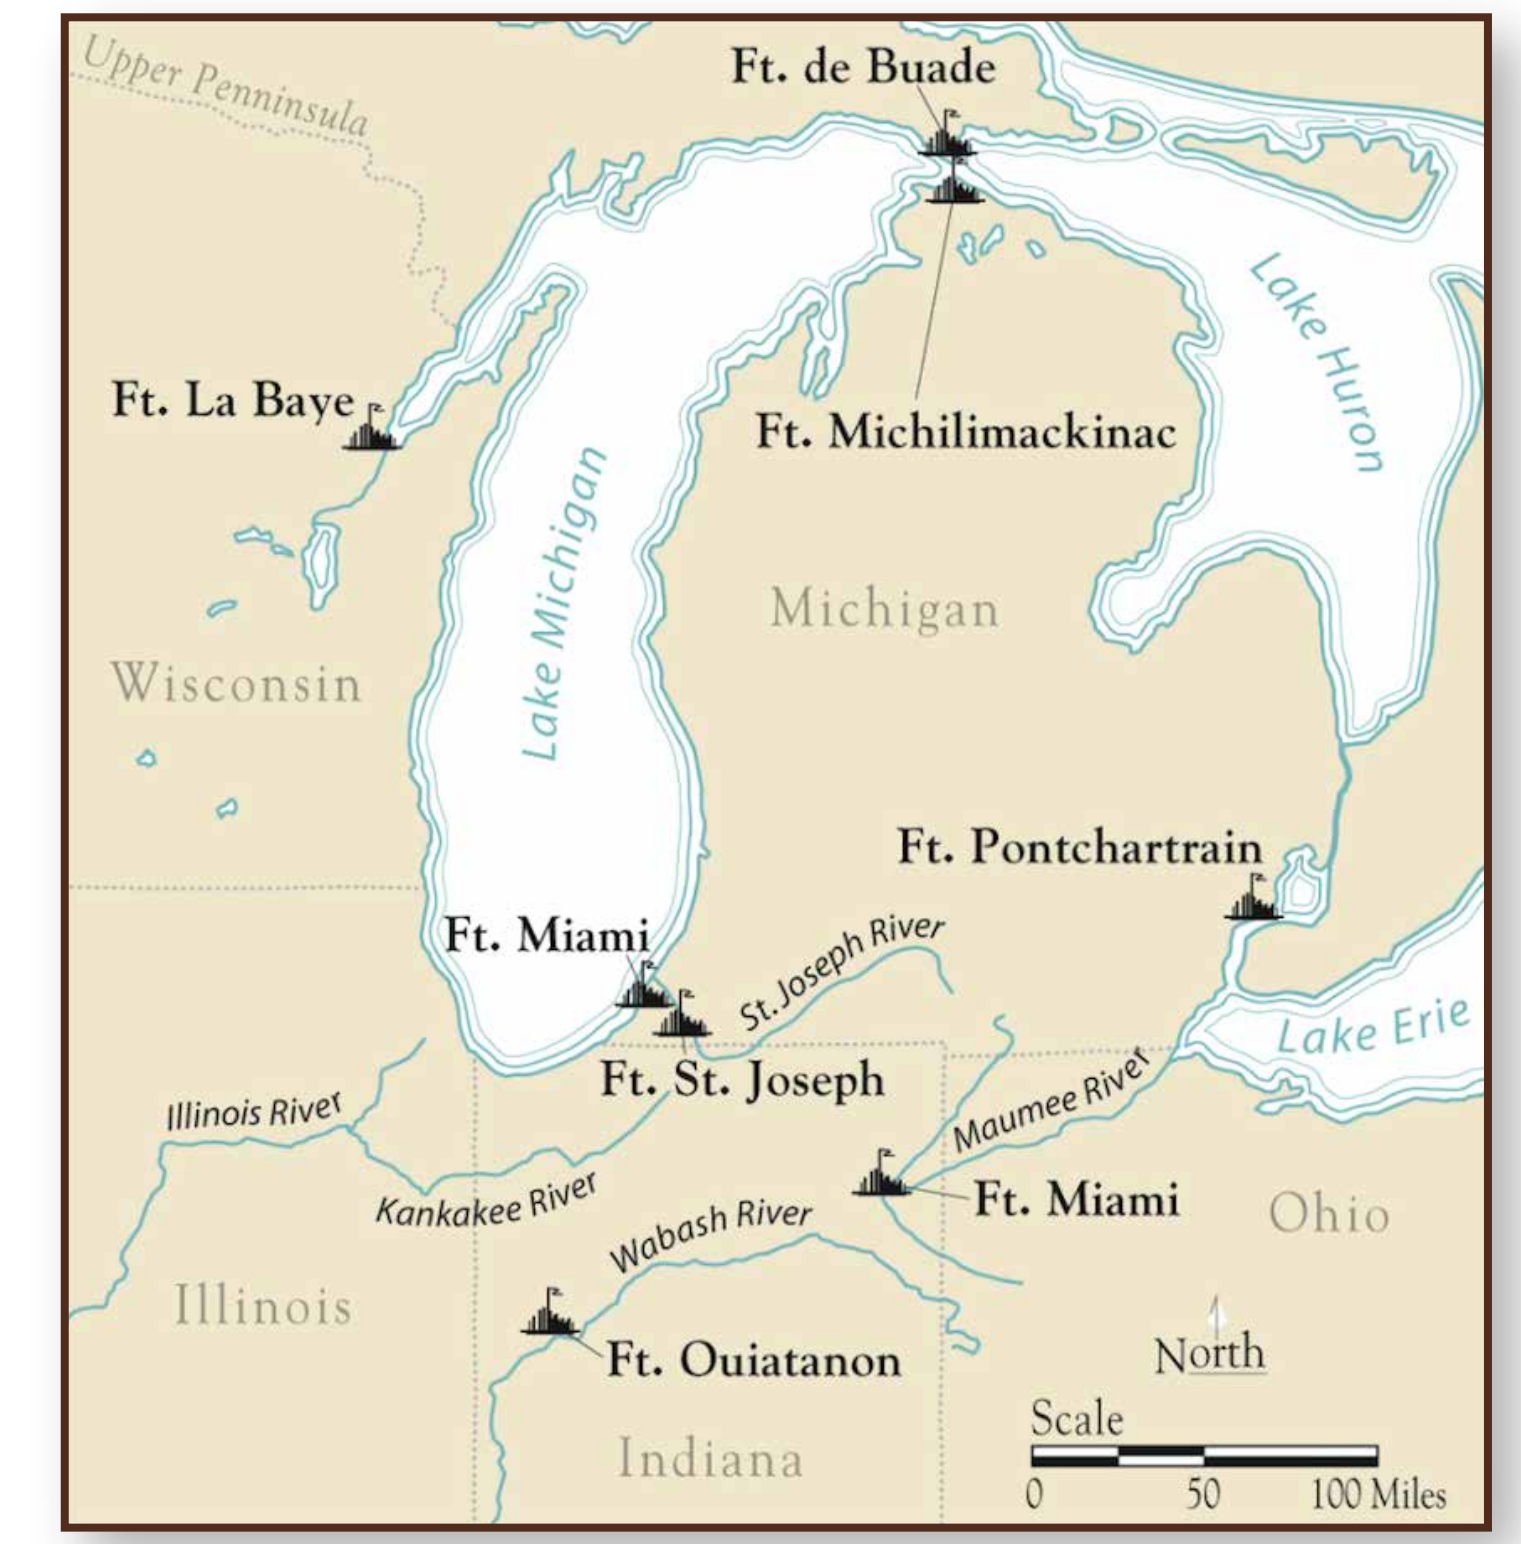 Upper Penninsula
Ft. de Buade
Lake Huron
Ft. La Baye
Ft. Michilimackinac
Lake Michigan
Michigan
Wisconsin
Ft. Pontchartrain
Ft. Miami
St. Joseph River
Lake Erie
Ft. St. Joseph
Illinois River
Maumee River
Kankakee River
Ft. Miami
Wabash River
Ohio
Illinois
North
Ft. Ouiatanon
Scale
Indiana
0 50 100 Miles